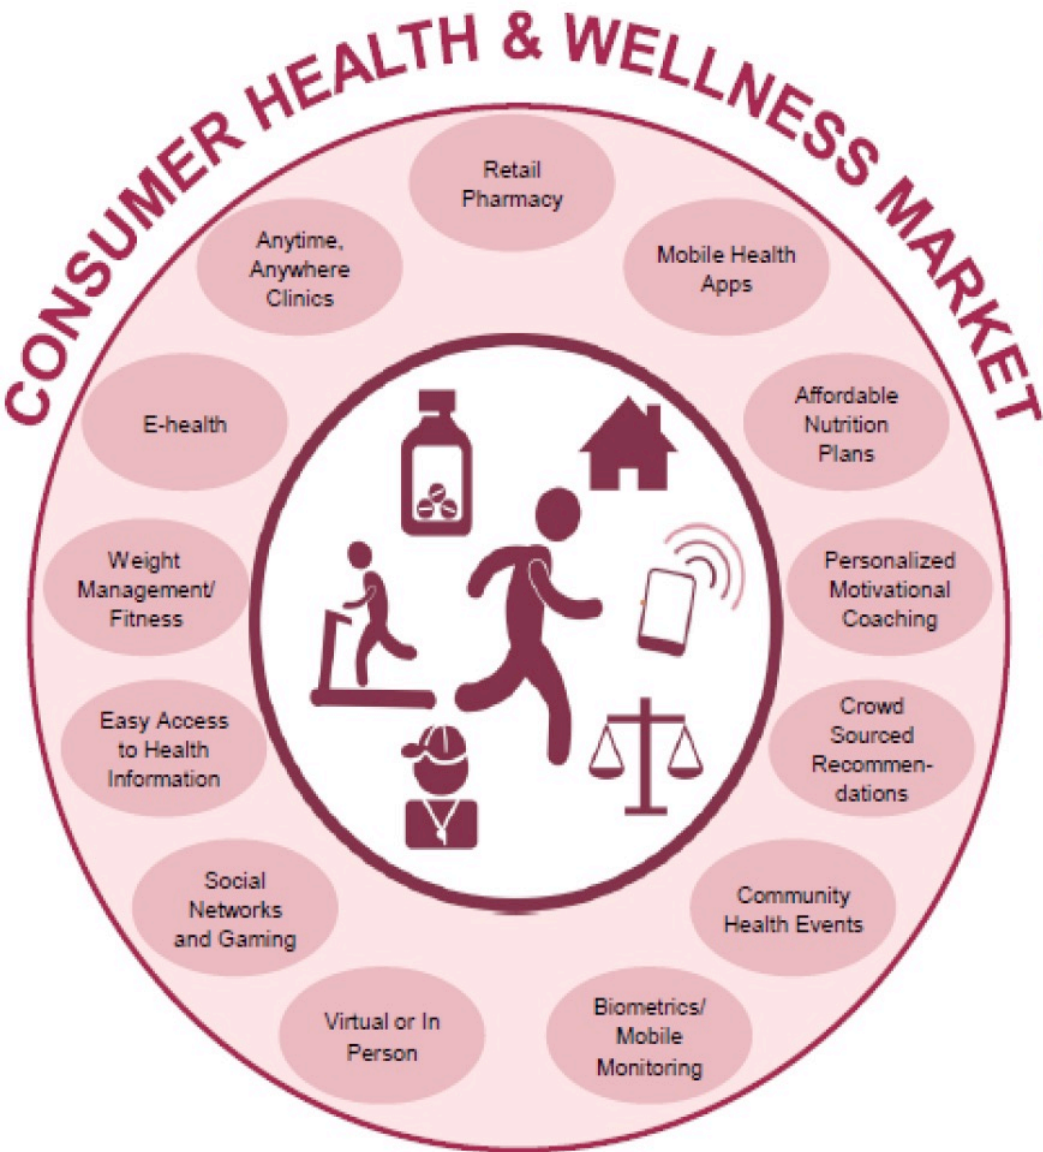 CONSUMER HEALTH & WELLNESS MARKET
Retail
Pharmacy
Mobile Health
Apps
Affordable
Nutrition
Plans
Personalized
Motivational
Coaching
Crowd
Sourced
Recommen-
dations
Community
Health Events
Biometrics/
Mobile
Monitoring
Virtual or In
Person
Social
Networks
and Gaming
Easy Access
to Health
Information
Weight
Management/
Fitness
E-health
Anytime,
Anywhere
Clinics